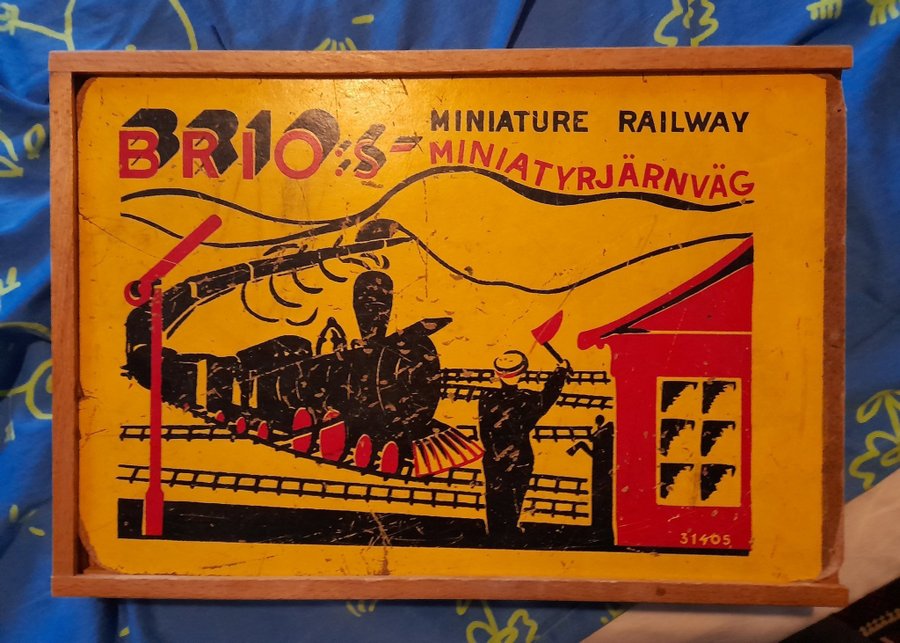 BRIO:S-
MINIATURE RAILWAY
MINIATYRJÄRNVÄG
31405